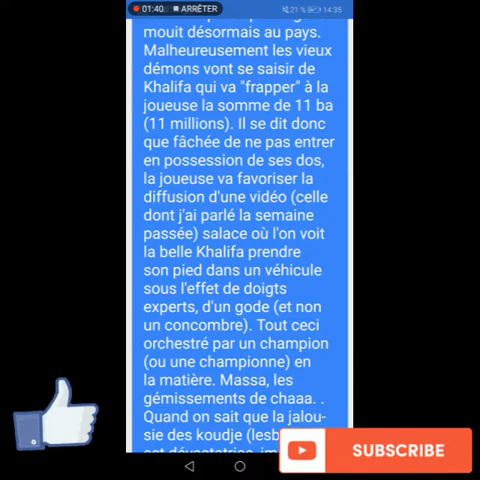 01:40 ARRÊTER 21 % 14:35
mouit désormais au pays.
Malheureusement les vieux
démons vont se saisir de
Khalifa qui va "frapper" à la
joueuse la somme de 11 ba
(11 millions). Il se dit donc
que fâchée de ne pas entrer
en possession de ses dos,
la joueuse va favoriser la
diffusion d'une vidéo (celle
dont j'ai parlé la semaine
passée) salace où l'on voit
la belle Khalifa prendre
son pied dans un véhicule
sous l'effet de doigts
experts, d'un gode (et non
un concombre). Tout ceci
orchestré par un champion
(ou une championne) en
la matière. Massa, les
gémissements de chaaa. .
Quand on sait que la jalou-
sie des koudje (lesb
SUBSCRIBE